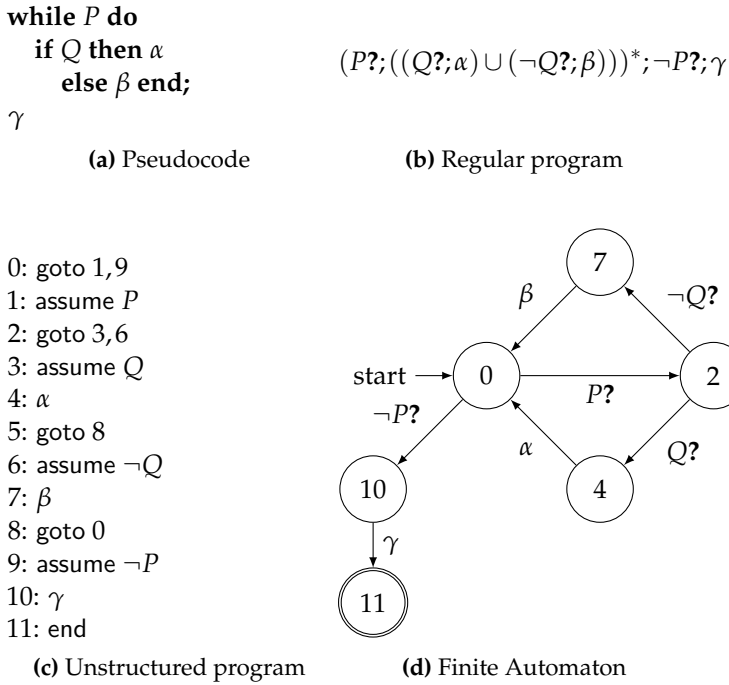 while P do
if Q then α
else β end;
γ
(a) Pseudocode
(P?;((Q?;α) ∪ (¬Q?;β)))*;¬P?;γ
(b) Regular program
0: goto 1,9
1: assume P
2: goto 3,6
3: assume Q
4: α
5: goto 8
6: assume ¬Q
7: β
8: goto 0
9: assume ¬P
10: γ
11: end
(c) Unstructured program
7
β
¬Q?
start
0
P?
2
¬P?
α
Q?
10
4
γ
11
(d) Finite Automaton